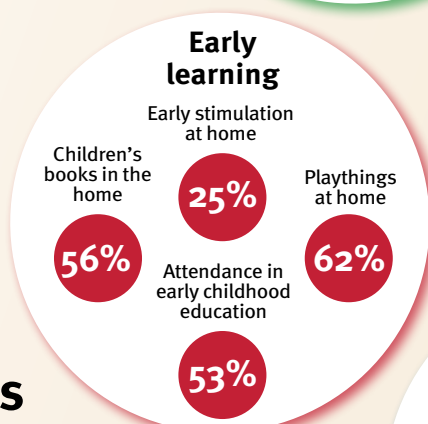 Early
learning
Early stimulation
at home
25%
Children's
books in the
home
56%
Playthings
at home
62%
Attendance in
early childhood
education
53%
s